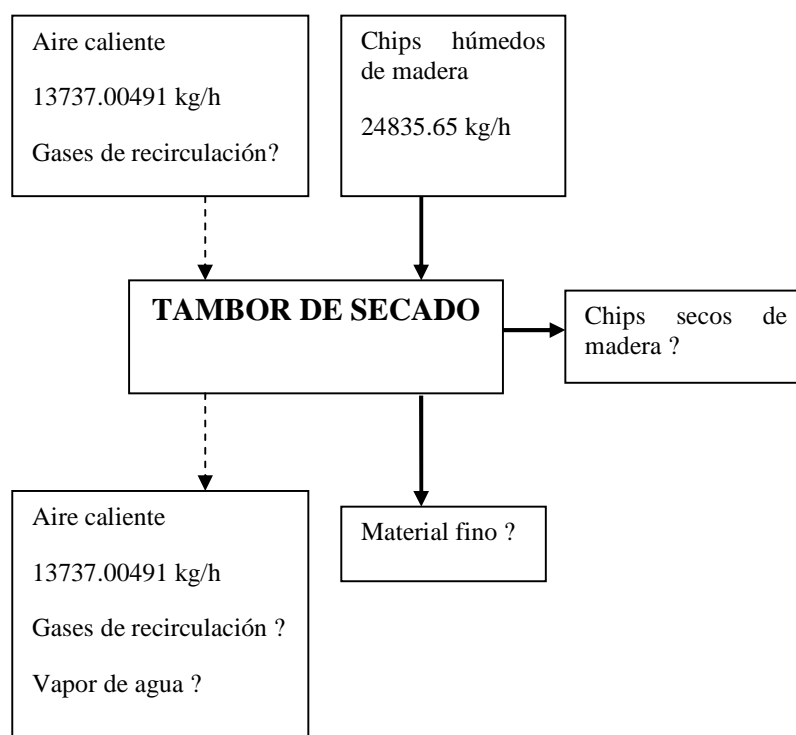 Aire caliente
13737.00491 kg/h
Gases de recirculación?
Chips húmedos
de madera
24835.65 kg/h
TAMBOR DE SECADO
Chips secos de
madera ?
Aire caliente
13737.00491 kg/h
Gases de recirculación ?
Vapor de agua ?
Material fino ?